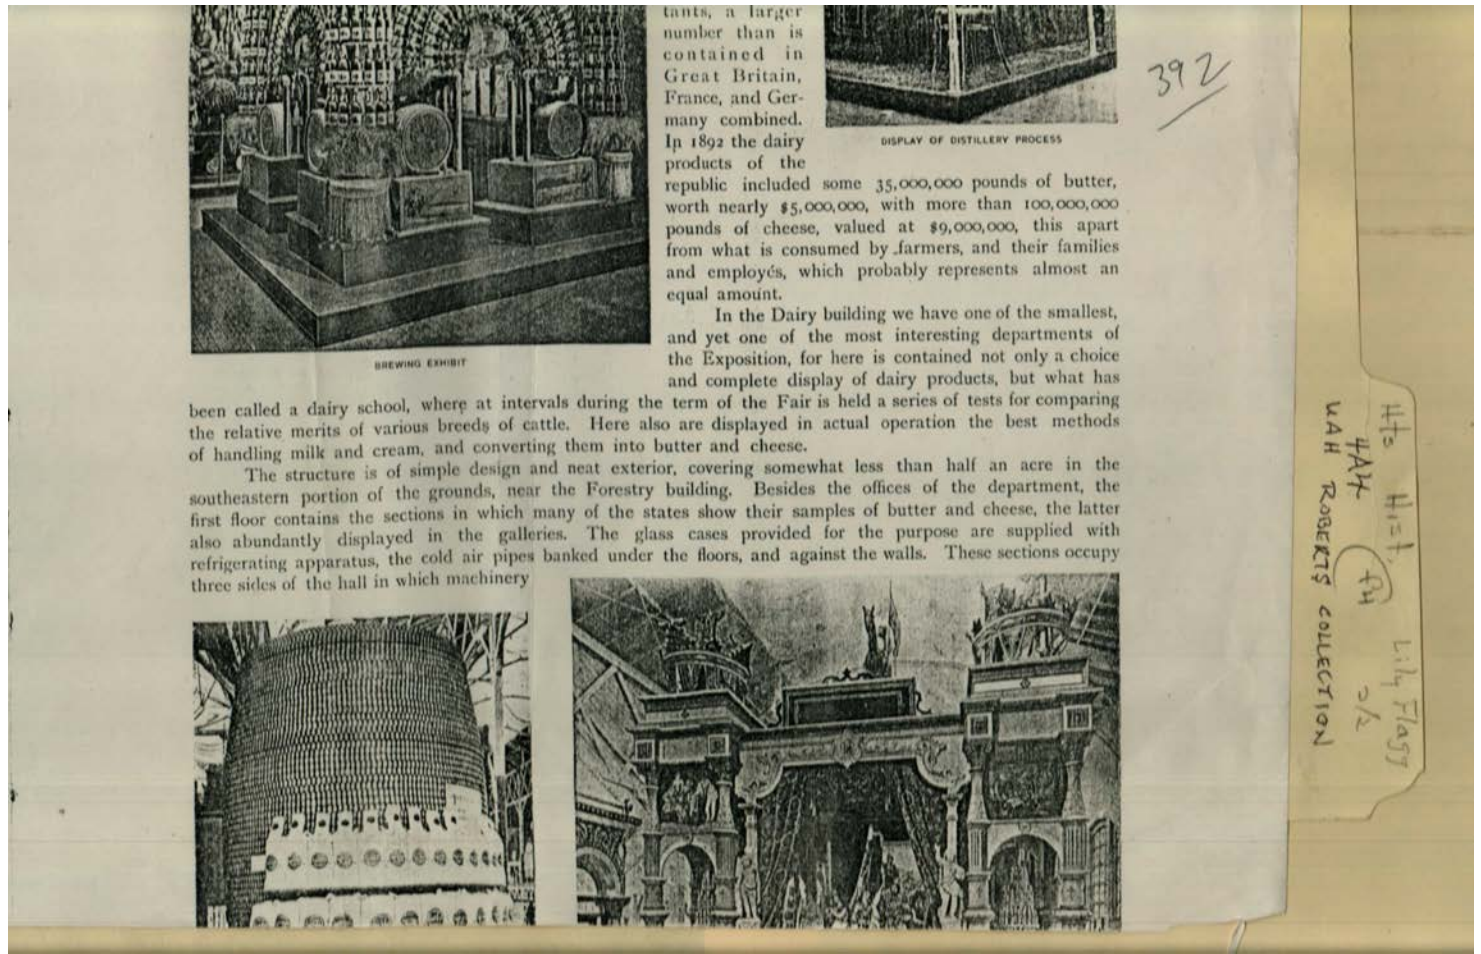 tants, a larger
number than is
contained in
Great Britain,
France, and Ger-
many combined.
In 1892 the dairy
products of the
republic included some 35,000,000 pounds of butter,
worth nearly $5,000,000, with more than 100,000,000
pounds of cheese, valued at $9,000,000, this apart
from what is consumed by farmers, and their families
and employés, which probably represents almost an
equal amount.
DISPLAY OF DISTILLERY PROCESS
392
In the Dairy building we have one of the smallest,
and yet one of the most interesting departments of
the Exposition, for here is contained not only a choice
and complete display of dairy products, but what has
BREWING EXHIBIT
been called a dairy school, where at intervals during the term of the Fair is held a series of tests for comparing
the relative merits of various breeds of cattle. Here also are displayed in actual operation the best methods
of handling milk and cream, and converting them into butter and cheese.
The structure is of simple design and neat exterior, covering somewhat less than half an acre in the
southeastern portion of the grounds, near the Forestry building. Besides the offices of the department, the
first floor contains the sections in which many of the states show their samples of butter and cheese, the latter
also abundantly displayed in the galleries. The glass cases provided for the purpose are supplied with
refrigerating apparatus, the cold air pipes banked under the floors, and against the walls. These sections occupy
three sides of the hall in which machinery
Hist, Lily Flagg
2/2
UAH ROBERTS COLLECTION